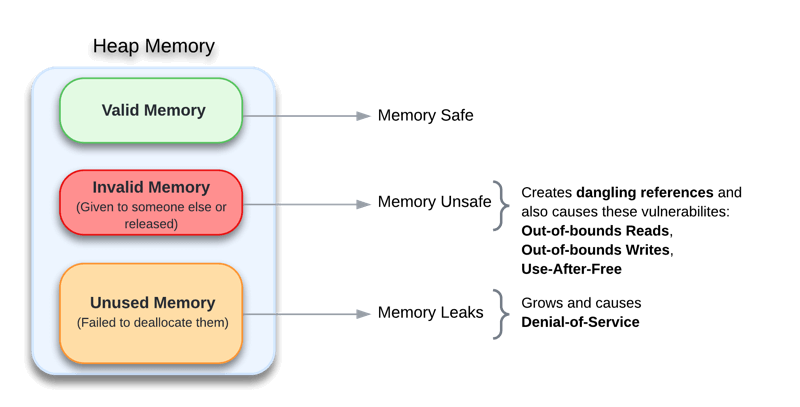 Heap Memory
Valid Memory
Memory Safe
Invalid Memory
(Given to someone else or
released)
Memory Unsafe
Creates dangling references and
also causes these vulnerabilites:
Out-of-bounds Reads,
Out-of-bounds Writes,
Use-After-Free
Unused Memory
(Failed to deallocate them)
Memory Leaks
Grows and causes
Denial-of-Service